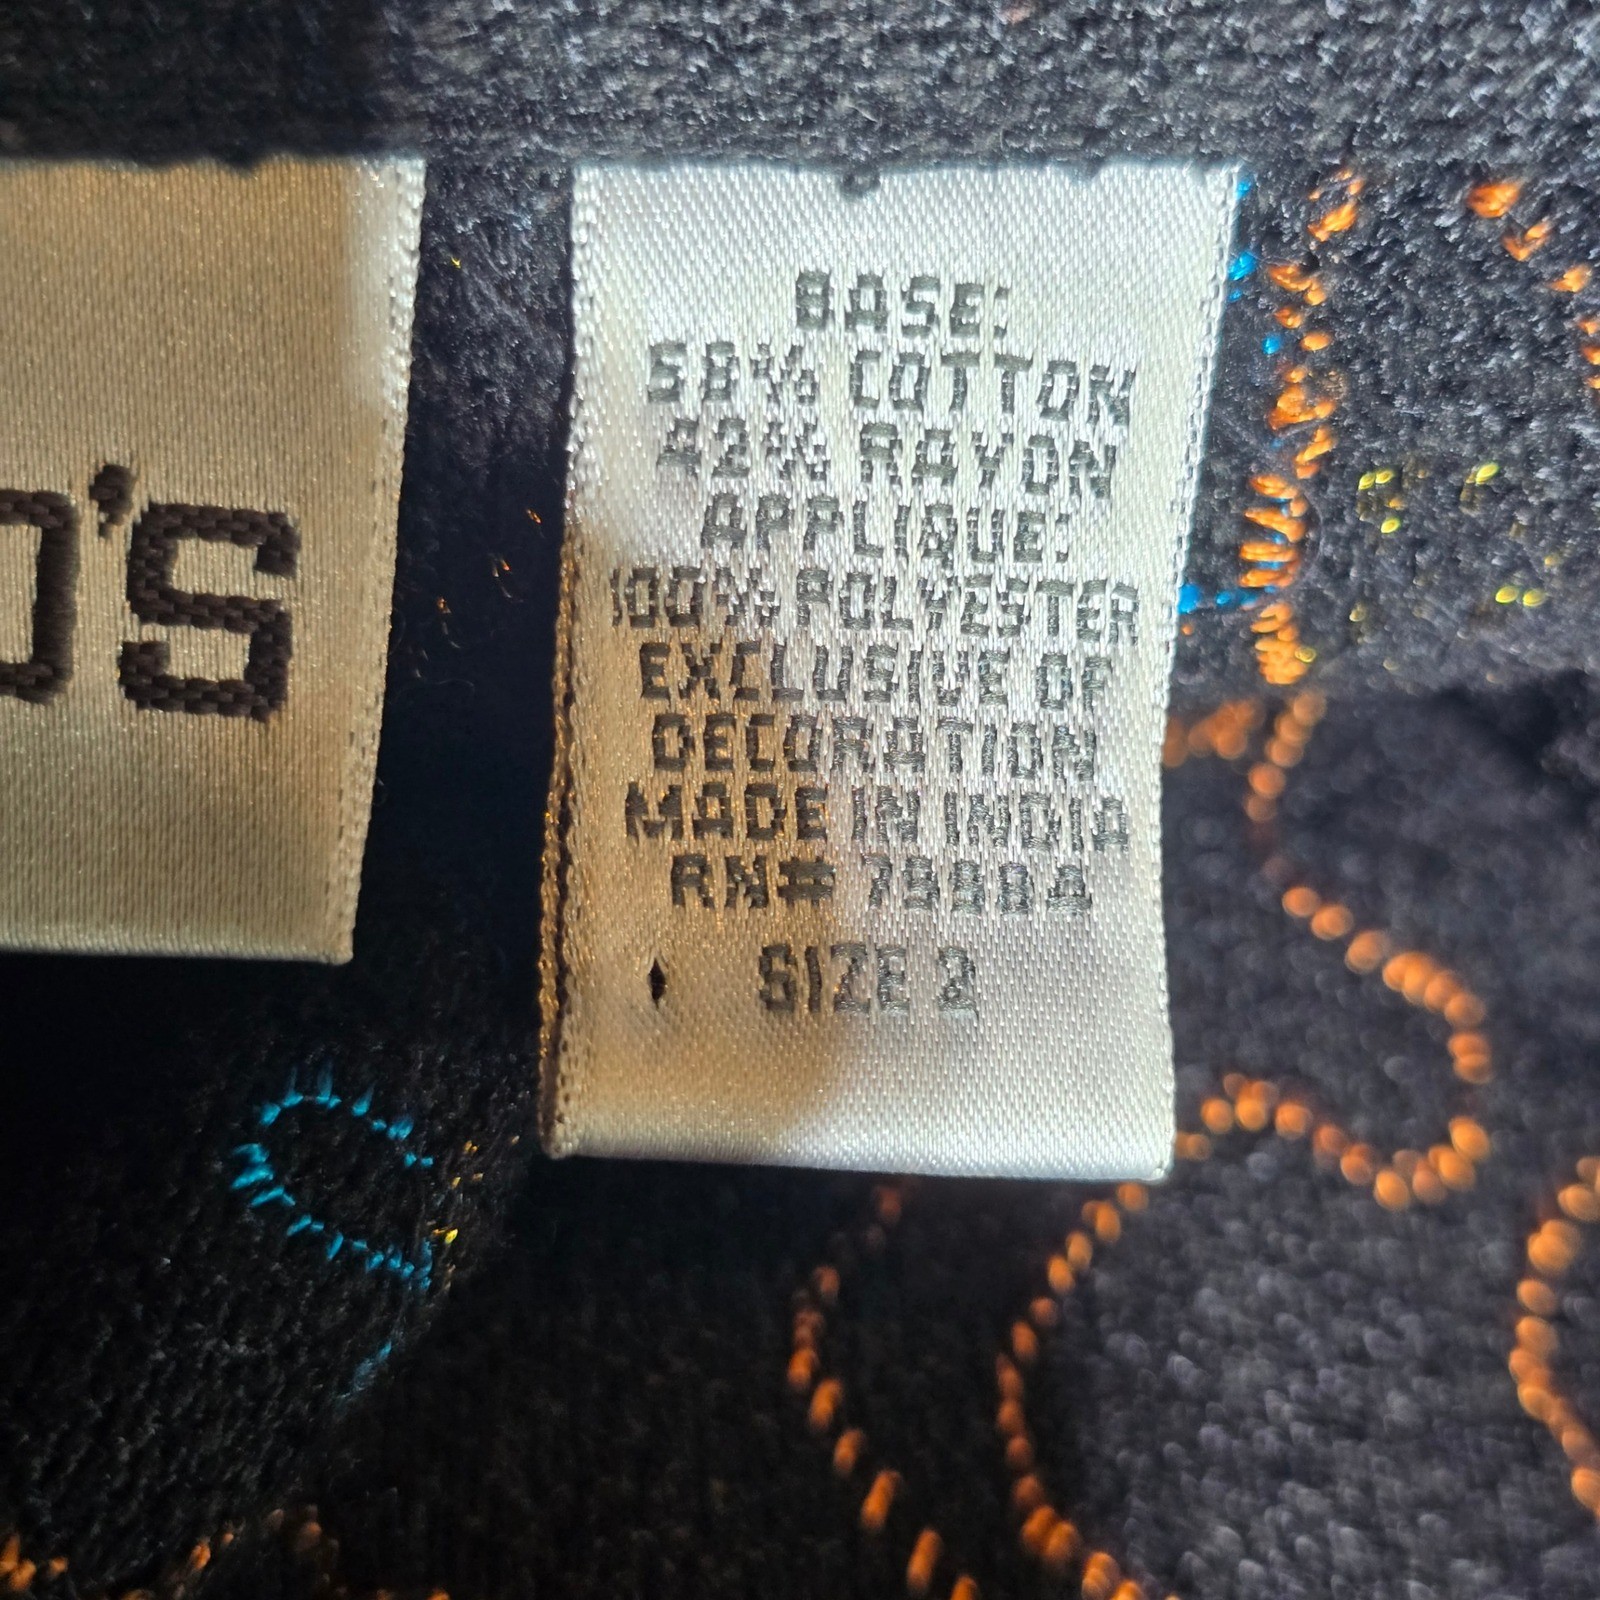 O'S
BASE:
58% COTTON
42% RAYON
APPLIQUE:
100% POLYESTER
EXCLUSIVE OF
DECORATION
MADE IN INDIA
RN#
SIZE 2